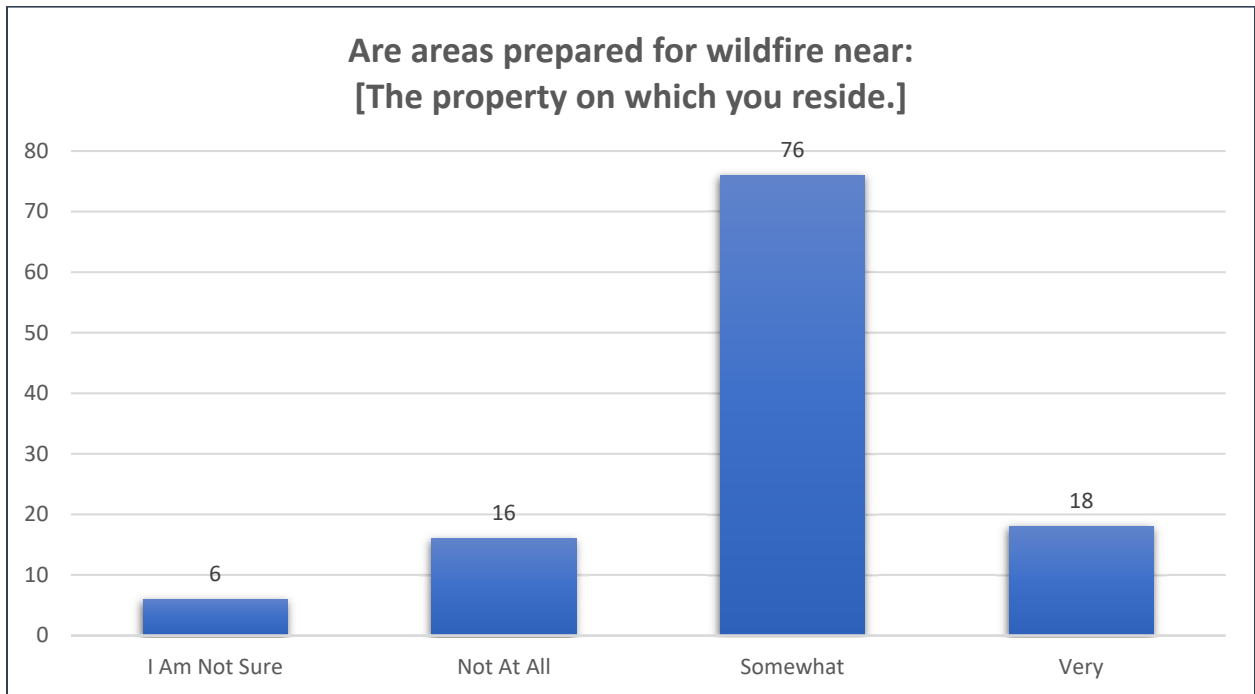 Are areas prepared for wildfire near:
[The property on which you reside.]
80
76
70
60
50
40
30
20
18
16
10
6
0
I Am Not Sure
Not At All
Somewhat
Very